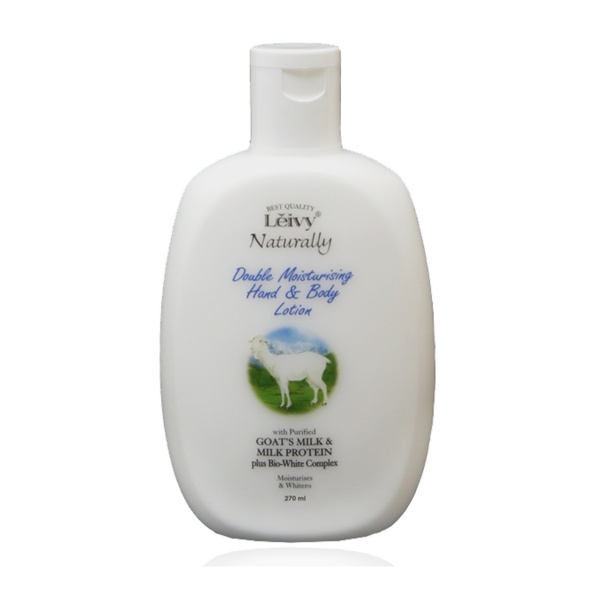 BEST QUALITY
Lěivy®
Naturally
Double Moisturising
Hand & Body
Lotion
with Purified
GOAT'S MILK &
MILK PROTEIN
plus Bio-White Complex
Moisturises
& Whitens
270 ml